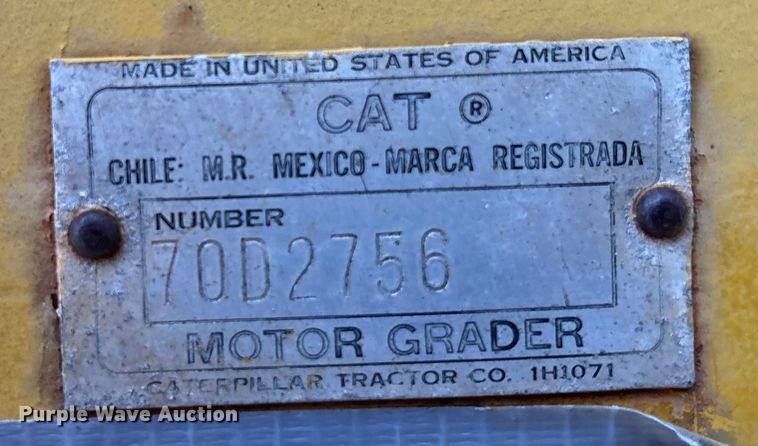 MADE IN UNITED STATES OF AMERICA
CAT ®
CHILE: M.R. MEXICO-MARCA REGISTRADA
NUMBER
70D2756
MOTOR GRADER
CATERPILLAR TRACTOR CO. 1H1071
Purple Wave Auction